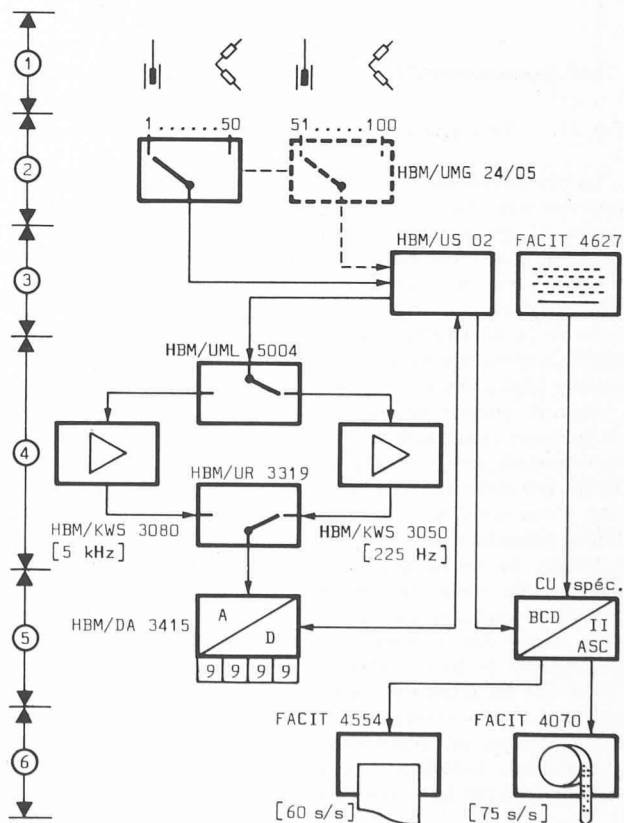 1
1 . . . . . . 50
51 . . . . . . 100
2
HBM/UMG 24/05
HBM/US 02
FACIT 4627
3
HBM/UML 5004
4
HBM/UR 3319
HBM/KWS 3080
[5 kHz]
HBM/KWS 3050
[225 Hz]
CU spéc.
HBM/DA 3415
A
D
BCD
II
ASC
5
9 9 9 9
FACIT 4554
FACIT 4070
6
[60 s/s]
[75 s/s]